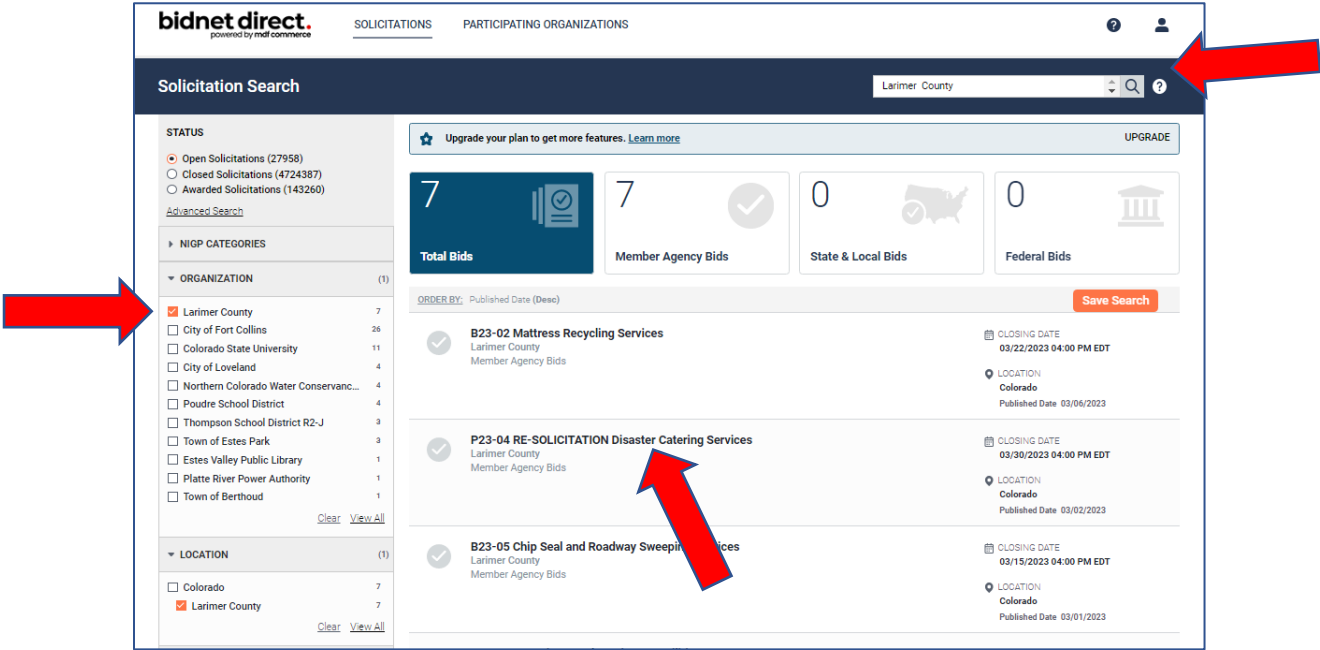 bidnet direct.
powered by mdf commerce
SOLICITATIONS
PARTICIPATING ORGANIZATIONS
?
Solicitation Search
Larimer County
?
STATUS
Open Solicitations (27958)
Closed Solicitations (4724387)
Awarded Solicitations (143260)
Advanced Search
NIGP CATEGORIES
ORGANIZATION (1)
Larimer County 7
City of Fort Collins 26
Colorado State University 11
City of Loveland 4
Northern Colorado Water Conservanc... 4
Poudre School District 4
Thompson School District R2-J 3
Town of Estes Park 3
Estes Valley Public Library 1
Platte River Power Authority 1
Town of Berthoud 1
Clear View All
LOCATION (1)
Colorado 7
Larimer County 7
Clear View All
Upgrade your plan to get more features. Learn more UPGRADE
7
Total Bids
7
Member Agency Bids
0
State & Local Bids
0
Federal Bids
ORDER BY: Published Date (Desc)
Save Search
B23-02 Mattress Recycling Services
Larimer County
Member Agency Bids
CLOSING DATE
03/22/2023 04:00 PM EDT
LOCATION
Colorado
Published Date 03/06/2023
P23-04 RE-SOLICITATION Disaster Catering Services
Larimer County
Member Agency Bids
CLOSING DATE
03/30/2023 04:00 PM EDT
LOCATION
Colorado
Published Date 03/02/2023
B23-05 Chip Seal and Roadway
Larimer County
Member Agency Bids
CLOSING DATE
03/15/2023 04:00 PM EDT
LOCATION
Colorado
Published Date 03/01/2023